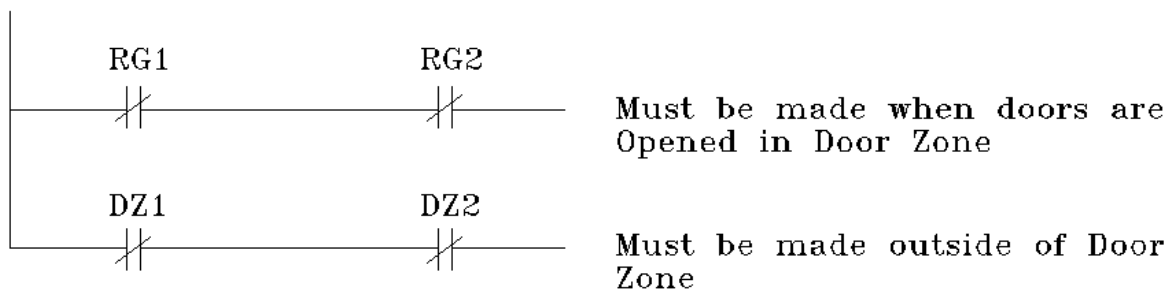 RG1 RG2
Must be made when doors are
Opened in Door Zone
DZ1 DZ2
Must be made outside of Door
Zone